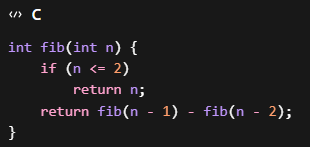 </> C
int fib(int n) {
    if (n <= 2)
        return n;
    return fib(n - 1) - fib(n - 2);
}